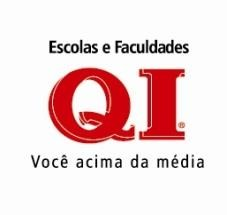 Escolas e Faculdades
QI®
Você acima da média